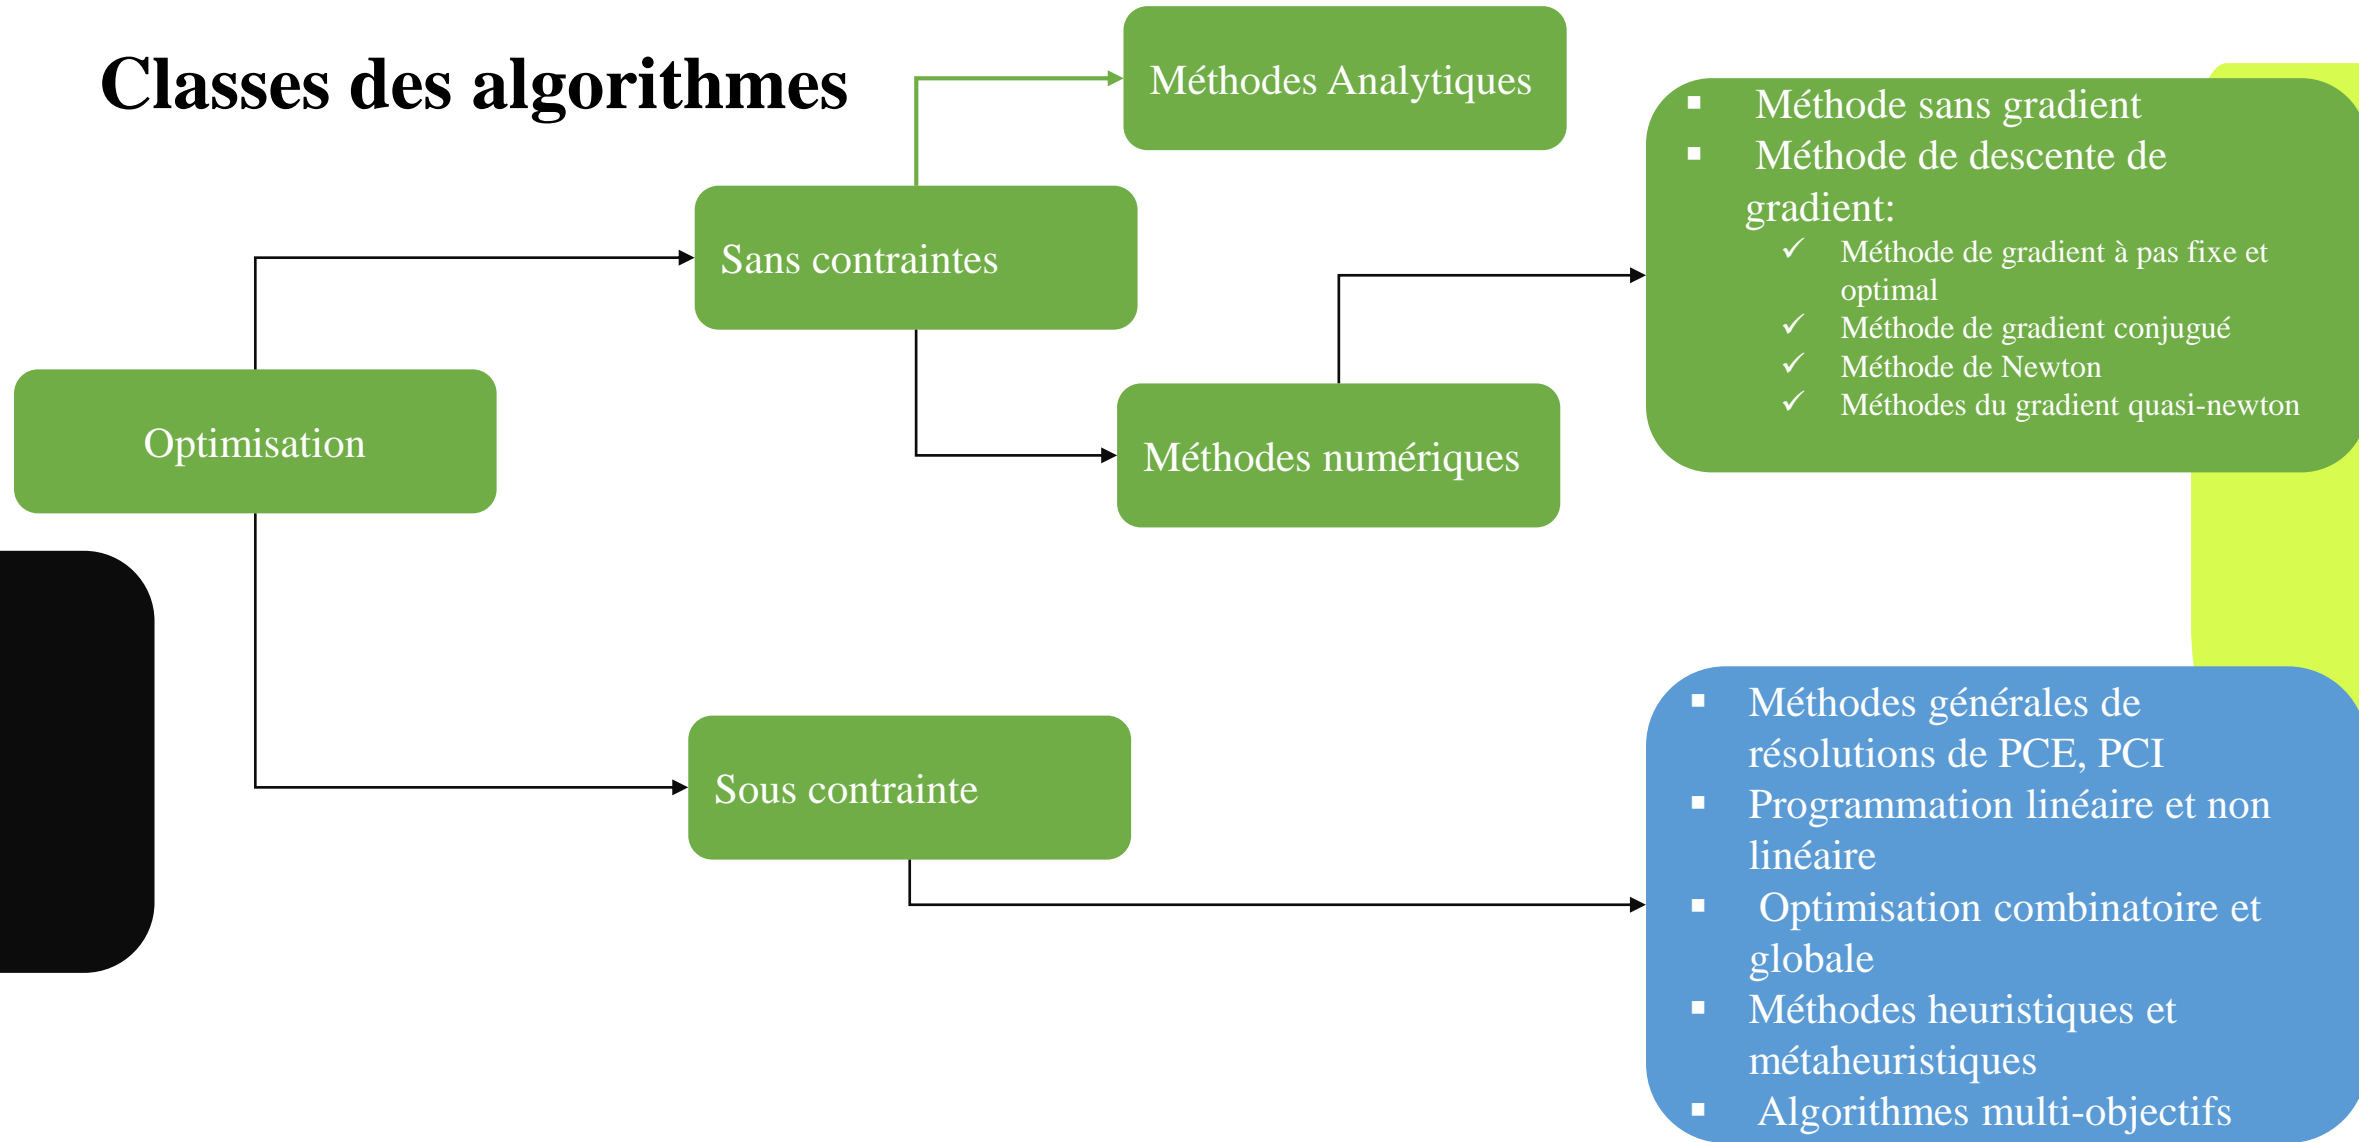 Classes des algorithmes
Méthodes Analytiques
Sans contraintes
Optimisation
Méthodes numériques
▪ Méthode sans gradient
▪ Méthode de descente de
gradient:
✓ Méthode de gradient à pas fixe et
optimal
✓ Méthode de gradient conjugué
✓ Méthode de Newton
✓ Méthodes du gradient quasi-newton
Sous contrainte
▪ Méthodes générales de
résolutions de PCE, PCI
▪ Programmation linéaire et non
linéaire
▪ Optimisation combinatoire et
globale
▪ Méthodes heuristiques et
métaheuristiques
▪ Algorithmes multi-objectifs